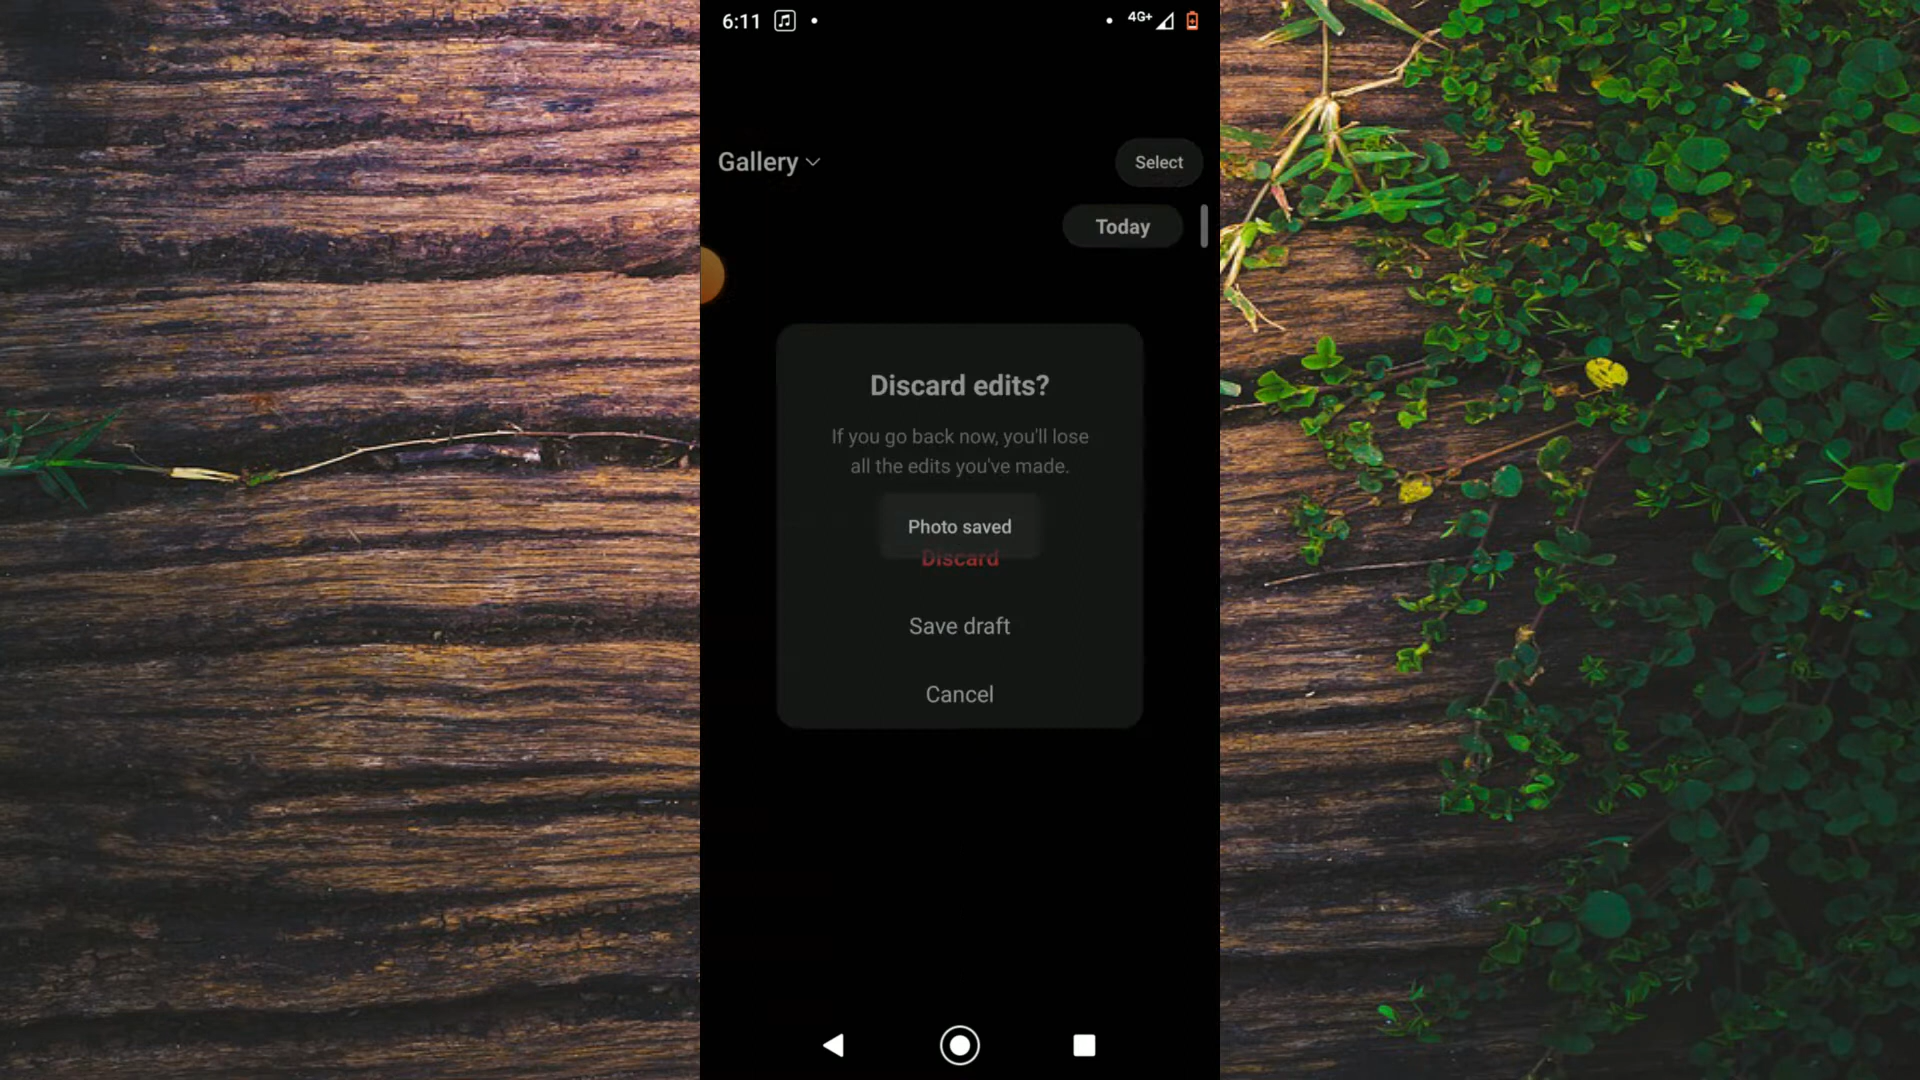 6:11
4G+
Gallery
Select
Today
Discard edits?
If you go back now, you'll lose
all the edits you've made.
Photo saved
Discard
Save draft
Cancel